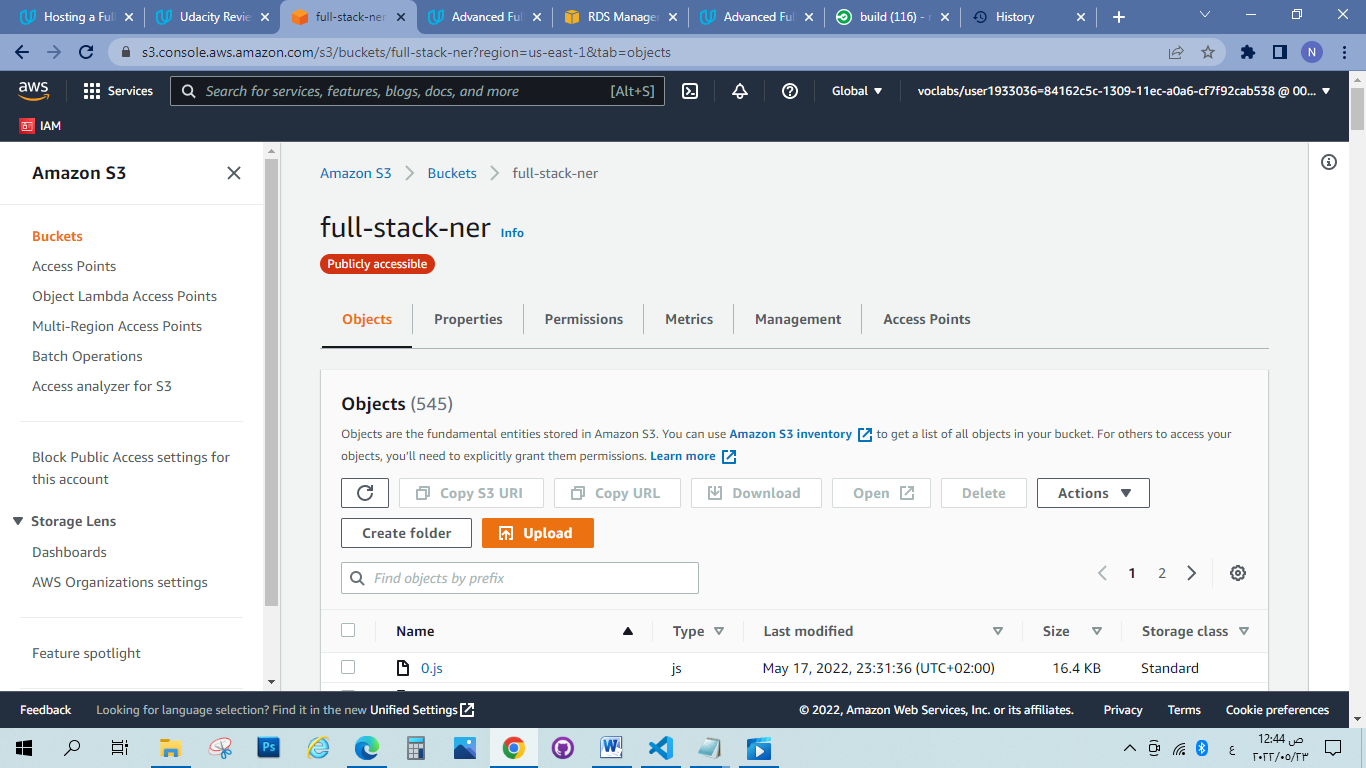 Hosting a Full
Udacity Revie
full-stack-ner
Advanced Ful
RDS Manage
Advanced Ful
build (116) - r
History
s3.console.aws.amazon.com/s3/buckets/full-stack-ner?region=us-east-1&tab=objects
N
aws
Services
Search for services, features, blogs, docs, and more
[Alt+S]
Global
voclabs/user1933036=84162c5c-1309-11ec-a0a6-cf7f92cab538 @ 00...
IAM
Amazon S3
Buckets
Access Points
Object Lambda Access Points
Multi-Region Access Points
Batch Operations
Access analyzer for S3
Block Public Access settings for
this account
Storage Lens
Dashboards
AWS Organizations settings
Feature spotlight
Amazon S3
Buckets
full-stack-ner
full-stack-ner Info
Publicly accessible
Objects
Properties
Permissions
Metrics
Management
Access Points
Objects (545)
Objects are the fundamental entities stored in Amazon S3. You can use Amazon S3 inventory to get a list of all objects in your bucket. For others to access your
objects, you'll need to explicitly grant them permissions. Learn more
Copy S3 URI
Copy URL
Download
Open
Delete
Actions
Create folder
Upload
Find objects by prefix
1
2
Name
Type
Last modified
Size
Storage class
0.js
js
May 17, 2022, 23:31:36 (UTC+02:00)
16.4 KB
Standard
Feedback
Looking for language selection? Find it in the new Unified Settings
© 2022, Amazon Web Services, Inc. or its affiliates.
Privacy
Terms
Cookie preferences
Ps
ع
12:44 ص
٢٠٢٢/٠٥/٢٣